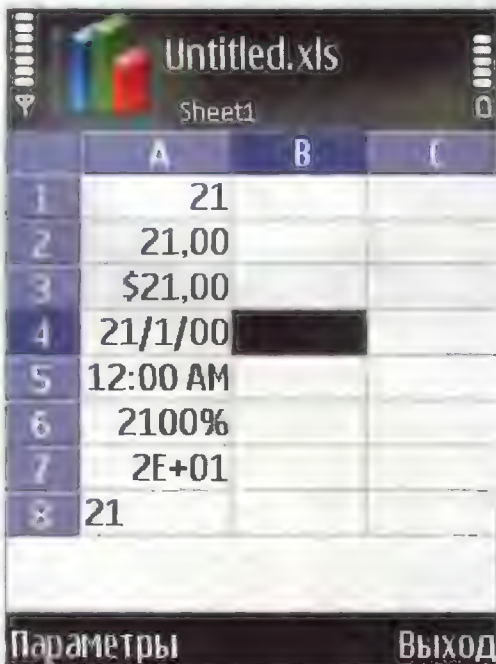 Untitled.xls
Sheet1
A B C
1 21
2 21,00
3 $21,00
4 21/1/00
5 12:00 AM
6 2100%
7 2E+01
8 21
Параметры Выход